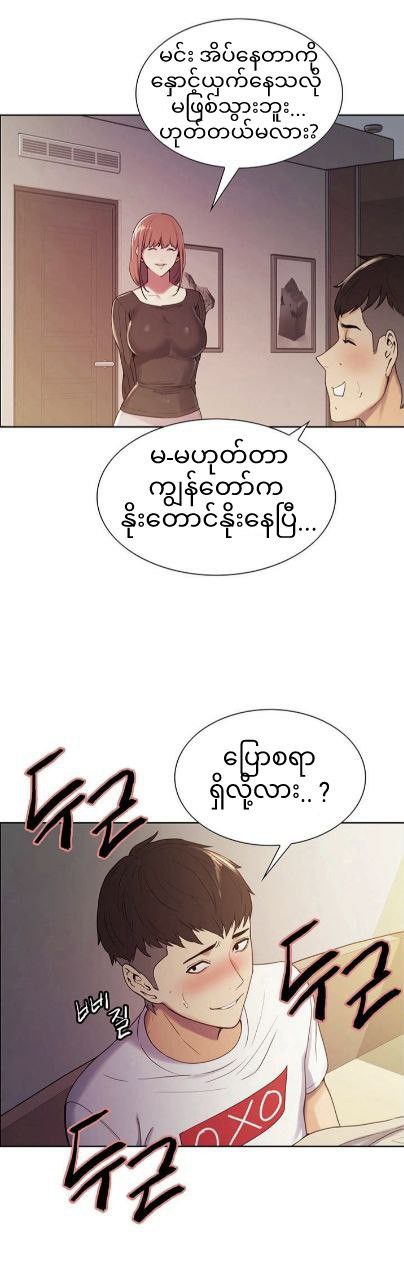 မင်း အိပ်နေတာကို
နှောင့်ယှက်နေသလို
မဖြစ်သွားဘူး...
ဟုတ်တယ်မလား?
မ-မဟုတ်တာ
ကျွန်တော်က
နိုးတောင်နိုးနေပြီ...
ပြောစရာ
ရှိလို့လား.. ?
두근
두근
삐질
OXO
두근